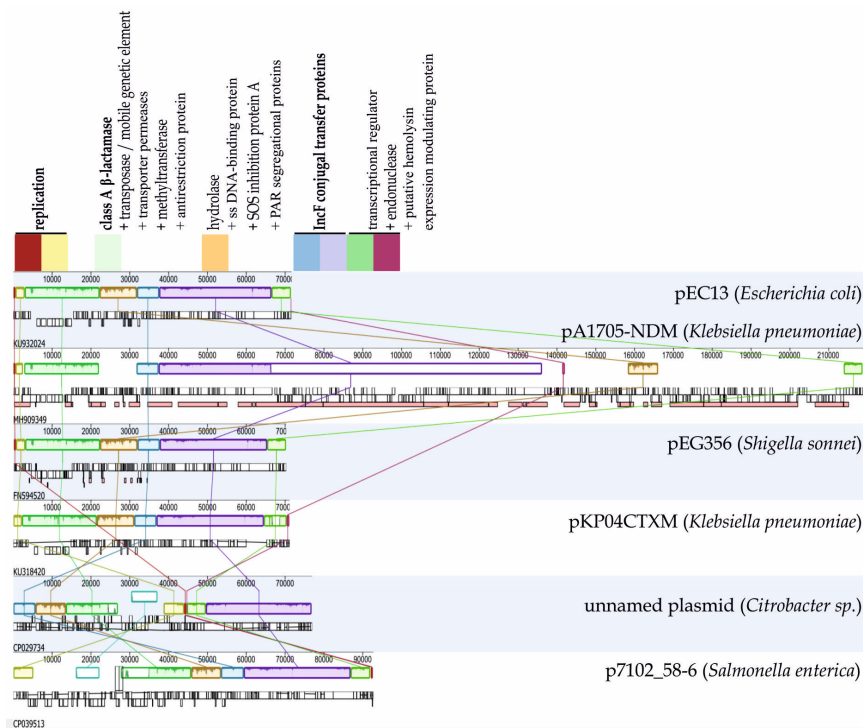 replication
class A β-lactamase
+ transposase / mobile genetic element
+ transporter permeases
+ methyltransferase
+ antirestriction protein
hydrolase
+ ss DNA-binding protein
+ SOS inhibition protein A
+ PAR segregational proteins
IncF conjugal transfer proteins
transcriptional regulator
+ endonuclease
+ putative hemolysin
expression modulating protein
10000 20000 30000 40000 50000 60000 70000
pEC13 (Escherichia coli)
KU932024
pA1705-NDM (Klebsiella pneumoniae)
10000 20000 30000 40000 50000 60000 70000 80000 90000 100000 110000 120000 130000 140000 150000 160000 170000 180000 190000 200000 210000
MH909349
10000 20000 30000 40000 50000 60000 70000
pEG356 (Shigella sonnei)
FN594520
10000 20000 30000 40000 50000 60000 700
pKP04CTXM (Klebsiella pneumoniae)
KU318420
10000 20000 30000 40000 50000 60000 70000
unnamed plasmid (Citrobacter sp.)
CP029734
10000 20000 30000 40000 50000 60000 70000 80000 90000
p7102_58-6 (Salmonella enterica)
CP039513